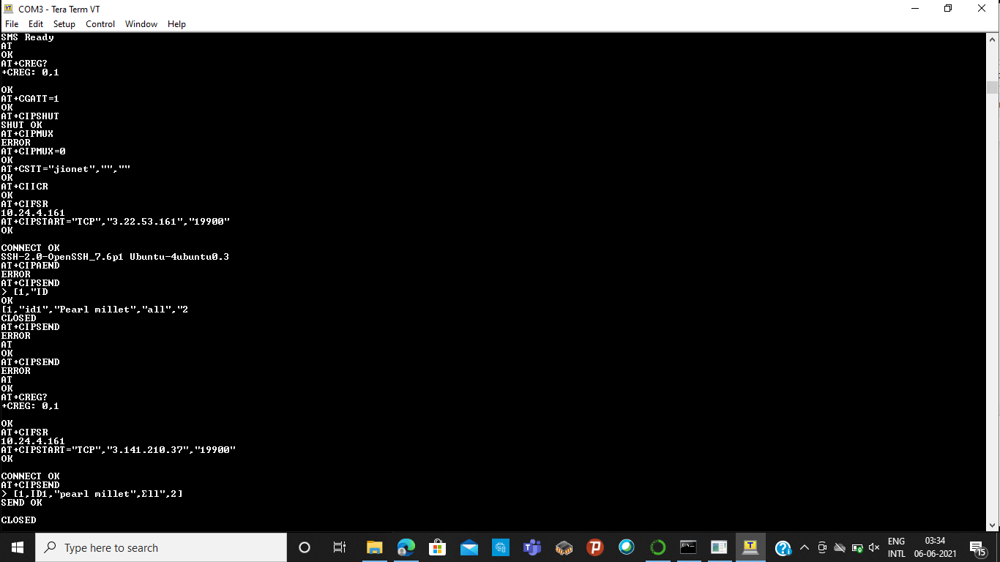 COM3 - Tera Term VT
File Edit Setup Control Window Help
SMS Ready
AT
OK
AT+CREG?
+CREG: 0,1
OK
AT+CGATT=1
OK
AT+CIPSHUT
SHUT OK
AT+CIPMUX
ERROR
AT+CIPMUX=0
OK
AT+CSTT="jionet","",""
OK
AT+CIICR
OK
AT+CIFSR
10.24.4.161
AT+CIPSTART="TCP","3.22.53.161","19900"
OK
CONNECT OK
SSH-2.0-OpenSSH_7.6p1 Ubuntu-4ubuntu0.3
AT+CIPAEND
ERROR
AT+CIPSEND
> [1,"ID
OK
[1,"id1","Pearl millet","all","2
CLOSED
AT+CIPSEND
ERROR
AT
OK
AT+CIPSEND
ERROR
AT
OK
AT+CREG?
+CREG: 0,1
OK
AT+CIFSR
10.24.4.161
AT+CIPSTART="TCP","3.141.210.37","19900"
OK
CONNECT OK
AT+CIPSEND
> [1,ID1,"pearl millet",Σll",2]
SEND OK
CLOSED
Type here to search
ENG
INTL
03:34
06-06-2021
15